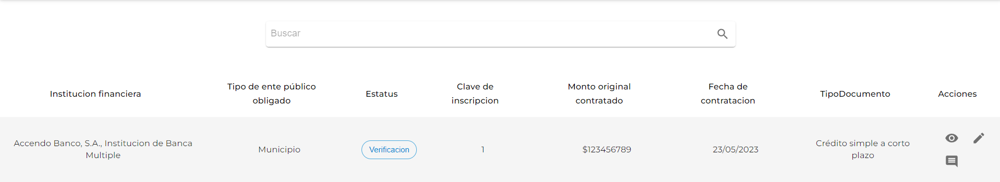 Buscar
Institucion financiera
Tipo de ente público
obligado
Estatus
Clave de
inscripcion
Monto original
contratado
Fecha de
contratacion
TipoDocumento
Acciones
Accendo Banco, S.A., Institucion de Banca
Multiple
Municipio
Verificacion
1
$123456789
23/05/2023
Crédito simple a corto
plazo